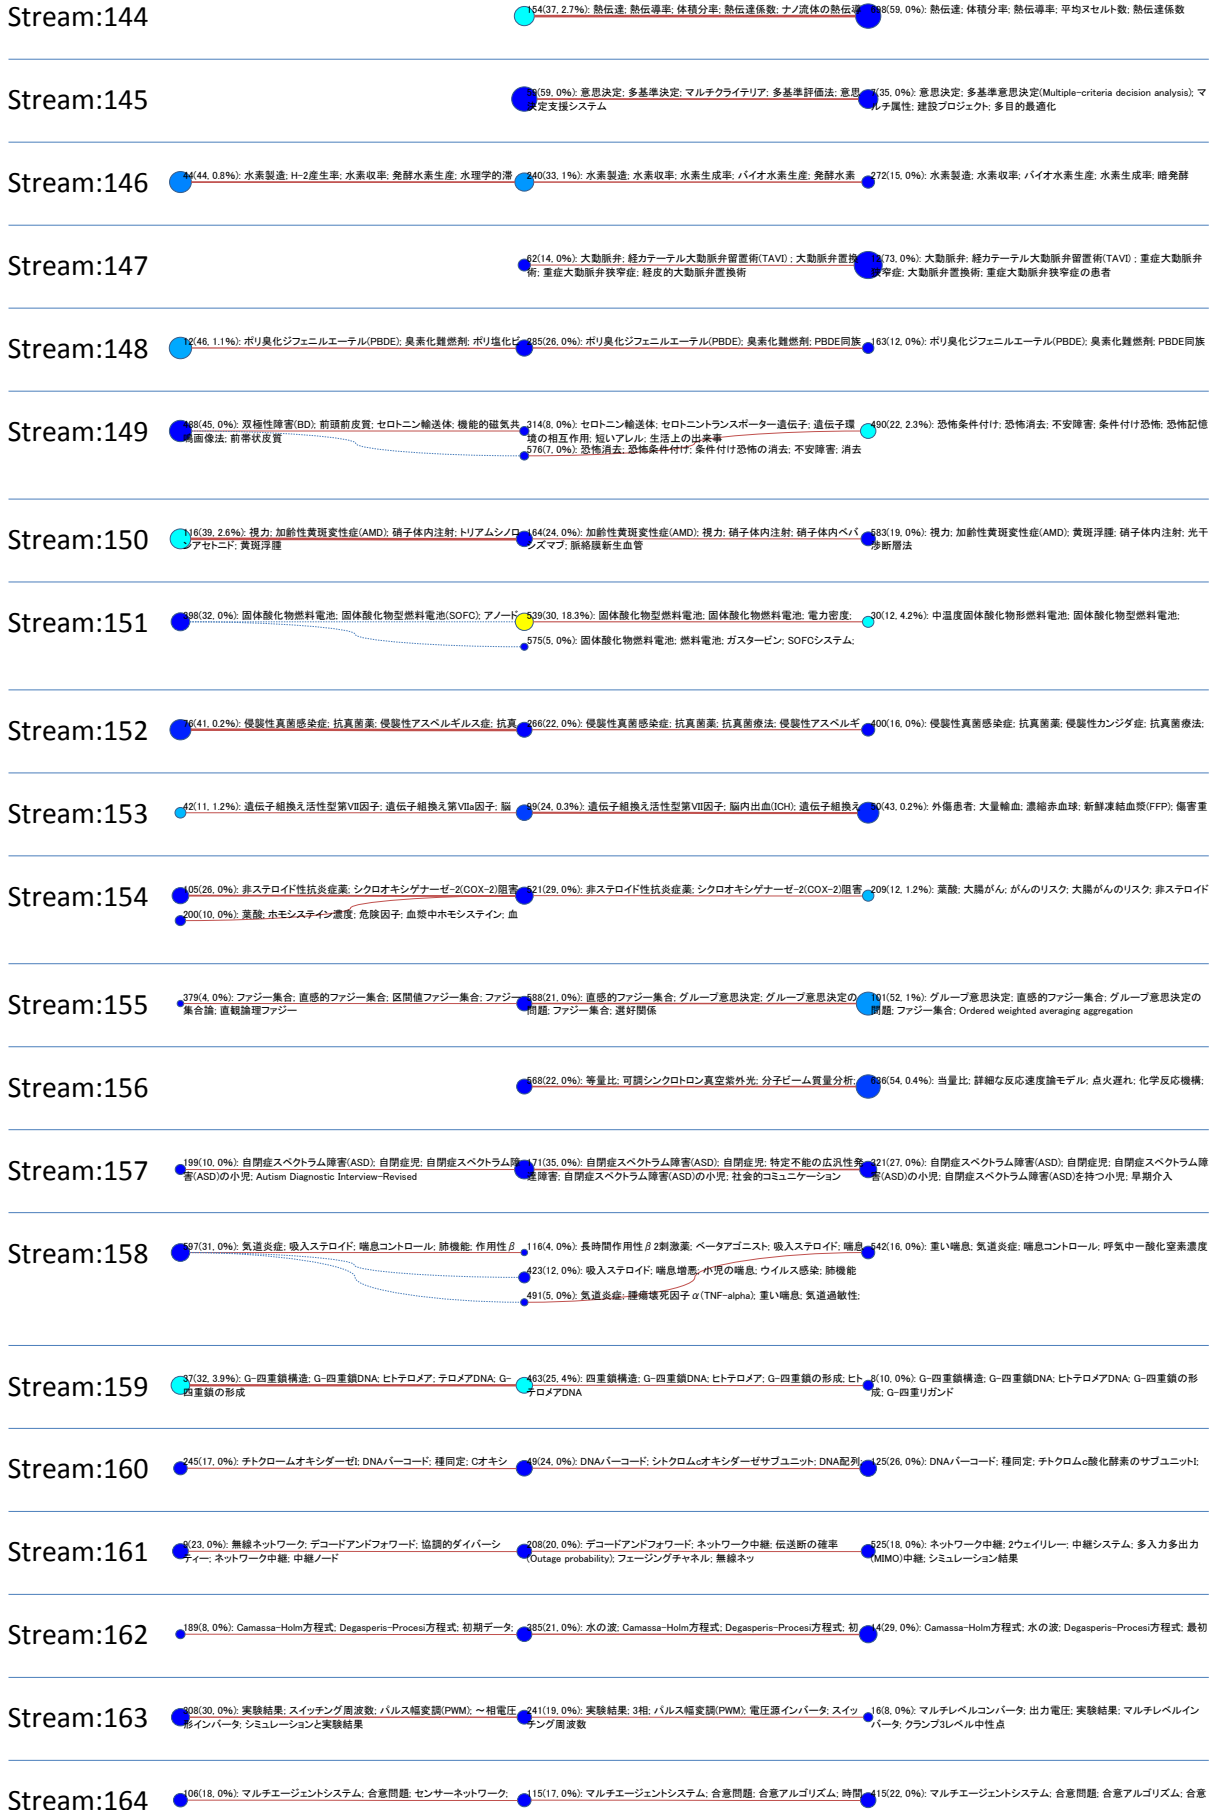 Stream:144
154(37, 2.7%): 熱伝達; 熱伝導率; 体積分率; 熱伝達係数; ナノ流体の熱伝導
598(59, 0%): 熱伝達; 体積分率; 熱伝導率; 平均ヌセルト数; 熱伝達係数
Stream:145
(59, 0%): 意思決定; 多基準決定; マルチクライテリア; 多基準評価法; 意思
決定支援システム
(35, 0%): 意思決定; 多基準意思決定(Multiple-criteria decision analysis); マ
ルチ属性; 建設プロジェクト; 多目的最適化
Stream:146
44(44, 0.8%): 水素製造; H-2産生率; 水素収率; 発酵水素生産; 水理学的滞
240(33, 1%): 水素製造; 水素収率; 水素生成率; バイオ水素生産; 発酵水素
272(15, 0%): 水素製造; 水素収率; バイオ水素生産; 水素生成率; 暗発酵
Stream:147
62(14, 0%): 大動脈弁; 経カテーテル大動脈弁留置術(TAVI) ; 大動脈弁置換
術; 重症大動脈弁狭窄症; 経皮的大動脈弁置換術
(73, 0%): 大動脈弁; 経カテーテル大動脈弁留置術(TAVI) ; 重症大動脈弁
狭窄症; 大動脈弁置換術; 重症大動脈弁狭窄症の患者
Stream:148
12(46, 1.1%): ポリ臭化ジフェニルエーテル(PBDE); 臭素化難燃剤; ポリ塩化ビ
285(26, 0%): ポリ臭化ジフェニルエーテル(PBDE); 臭素化難燃剤; PBDE同族
163(12, 0%): ポリ臭化ジフェニルエーテル(PBDE); 臭素化難燃剤; PBDE同族
Stream:149
488(45, 0%): 双極性障害(BD); 前頭前皮質; セロトニン輸送体; 機能的磁気共
鳴画像法; 前帯状皮質
314(8, 0%): セロトニン輸送体; セロトニントランスポーター遺伝子; 遺伝子環
境の相互作用; 短いアレル; 生活上の出来事
576(7, 0%): 恐怖消去; 恐怖条件付け; 条件付け恐怖の消去; 不安障害; 消去
490(22, 2.3%): 恐怖条件付け; 恐怖消去; 不安障害; 条件付け恐怖; 恐怖記憶
Stream:150
116(39, 2.6%): 視力; 加齢性黄斑変性症(AMD); 硝子体内注射; トリアムシノロ
ンアセトニド; 黄斑浮腫
164(24, 0%): 加齢性黄斑変性症(AMD); 視力; 硝子体内注射; 硝子体内ベバ
シズマブ; 脈絡膜新生血管
583(19, 0%): 視力; 加齢性黄斑変性症(AMD); 黄斑浮腫; 硝子体内注射; 光干
渉断層法
Stream:151
398(32, 0%): 固体酸化物燃料電池; 固体酸化物型燃料電池(SOFC); アノード
539(30, 18.3%): 固体酸化物型燃料電池; 固体酸化物燃料電池; 電力密度;
575(5, 0%): 固体酸化物燃料電池; 燃料電池; ガスタービン; SOFCシステム;
30(12, 4.2%): 中温度固体酸化物形燃料電池; 固体酸化物型燃料電池;
Stream:152
76(41, 0.2%): 侵襲性真菌感染症; 抗真菌薬; 侵襲性アスペルギルス症; 抗真
266(22, 0%): 侵襲性真菌感染症; 抗真菌薬; 抗真菌療法; 侵襲性アスペルギ
400(16, 0%): 侵襲性真菌感染症; 抗真菌薬; 侵襲性カンジダ症; 抗真菌療法;
Stream:153
42(11, 1.2%): 遺伝子組換え活性型第VII因子; 遺伝子組換え第VIIa因子; 脳
99(24, 0.3%): 遺伝子組換え活性型第VII因子; 脳内出血(ICH); 遺伝子組換え
50(43, 0.2%): 外傷患者; 大量輸血; 濃縮赤血球; 新鮮凍結血漿(FFP); 傷害重
Stream:154
405(26, 0%): 非ステロイド性抗炎症薬; シクロオキシゲナーゼ-2(COX-2)阻害
200(10, 0%): 葉酸; ホモシステイン濃度; 危険因子; 血漿中ホモシステイン; 血
521(29, 0%): 非ステロイド性抗炎症薬; シクロオキシゲナーゼ-2(COX-2)阻害
209(12, 1.2%): 葉酸; 大腸がん; がんのリスク; 大腸がんのリスク; 非ステロイド
Stream:155
379(4, 0%): ファジー集合; 直感的ファジー集合; 区間値ファジー集合; ファジー
集合論; 直観論理ファジー
588(21, 0%): 直感的ファジー集合; グループ意思決定; グループ意思決定の
問題; ファジー集合; 選好関係
101(52, 1%): グループ意思決定; 直感的ファジー集合; グループ意思決定の
問題; ファジー集合; Ordered weighted averaging aggregation
Stream:156
568(22, 0%): 等量比; 可調シンクロトロン真空紫外光; 分子ビーム質量分析;
636(54, 0.4%): 当量比; 詳細な反応速度論モデル; 点火遅れ; 化学反応機構;
Stream:157
199(10, 0%): 自閉症スペクトラム障害(ASD); 自閉症児; 自閉症スペクトラム障
害(ASD)の小児; Autism Diagnostic Interview-Revised
171(35, 0%): 自閉症スペクトラム障害(ASD); 自閉症児; 特定不能の広汎性発
達障害; 自閉症スペクトラム障害(ASD)の小児; 社会的コミュニケーション
221(27, 0%): 自閉症スペクトラム障害(ASD); 自閉症児; 自閉症スペクトラム障
害(ASD)の小児; 自閉症スペクトラム障害(ASD)を持つ小児; 早期介入
Stream:158
597(31, 0%): 気道炎症; 吸入ステロイド; 喘息コントロール; 肺機能; 作用性β
116(4, 0%): 長時間作用性β2刺激薬; ベータアゴニスト; 吸入ステロイド; 喘息
423(12, 0%): 吸入ステロイド; 喘息増悪; 小児の喘息; ウイルス感染; 肺機能
491(5, 0%): 気道炎症; 腫瘍壊死因子α(TNF-alpha); 重い喘息; 気道過敏性;
542(16, 0%): 重い喘息; 気道炎症; 喘息コントロール; 呼気中一酸化窒素濃度
Stream:159
37(32, 3.9%): G-四重鎖構造; G-四重鎖DNA; ヒトテロメア; テロメアDNA; G-
四重鎖の形成
463(25, 4%): 四重鎖構造; G-四重鎖DNA; ヒトテロメア; G-四重鎖の形成; ヒト
テロメアDNA
8(10, 0%): G-四重鎖構造; G-四重鎖DNA; ヒトテロメアDNA; G-四重鎖の形
成; G-四重リガンド
Stream:160
245(17, 0%): チトクロームオキシダーゼI; DNAバーコード; 種同定; Cオキシ
49(24, 0%): DNAバーコード; シトクロムcオキシダーゼサブユニット; DNA配列;
125(26, 0%): DNAバーコード; 種同定; チトクロムc酸化酵素のサブユニットI;
Stream:161
9(23, 0%): 無線ネットワーク; デコードアンドフォワード; 協調的ダイバーシ
ティー; ネットワーク中継; 中継ノード
208(20, 0%): デコードアンドフォワード; ネットワーク中継; 伝送断の確率
(Outage probability); フェージングチャネル; 無線ネッ
525(18, 0%): ネットワーク中継; 2ウェイリレー; 中継システム; 多入力多出力
(MIMO)中継; シミュレーション結果
Stream:162
189(8, 0%): Camassa-Holm方程式; Degasperis-Procesi方程式; 初期データ;
385(21, 0%): 水の波; Camassa-Holm方程式; Degasperis-Procesi方程式; 初
14(29, 0%): Camassa-Holm方程式; 水の波; Degasperis-Procesi方程式; 最初
Stream:163
308(30, 0%): 実験結果; スイッチング周波数; パルス幅変調(PWM); ～相電圧
形インバータ; シミュレーションと実験結果
241(19, 0%): 実験結果; 3相; パルス幅変調(PWM); 電圧源インバータ; スイッ
チング周波数
16(8, 0%): マルチレベルコンバータ; 出力電圧; 実験結果; マルチレベルイン
バータ; クランプ3レベル中性点
Stream:164
106(18, 0%): マルチエージェントシステム; 合意問題; センサーネットワーク;
115(17, 0%): マルチエージェントシステム; 合意問題; 合意アルゴリズム; 時間
415(22, 0%): マルチエージェントシステム; 合意問題; 合意アルゴリズム; 合意